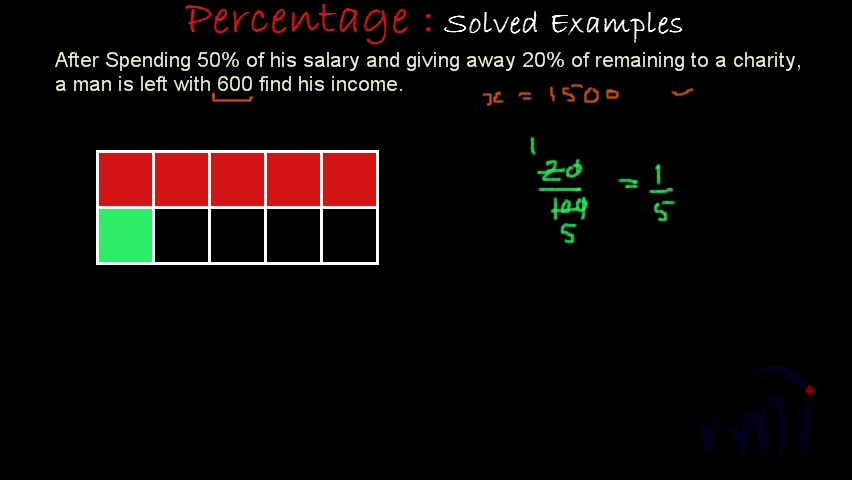 Percentage : Solved Examples
After Spending 50% of his salary and giving away 20% of remaining to a charity,
a man is left with 600 find his income.
x = 1500
1
20
100
5
= 1
5
rmi